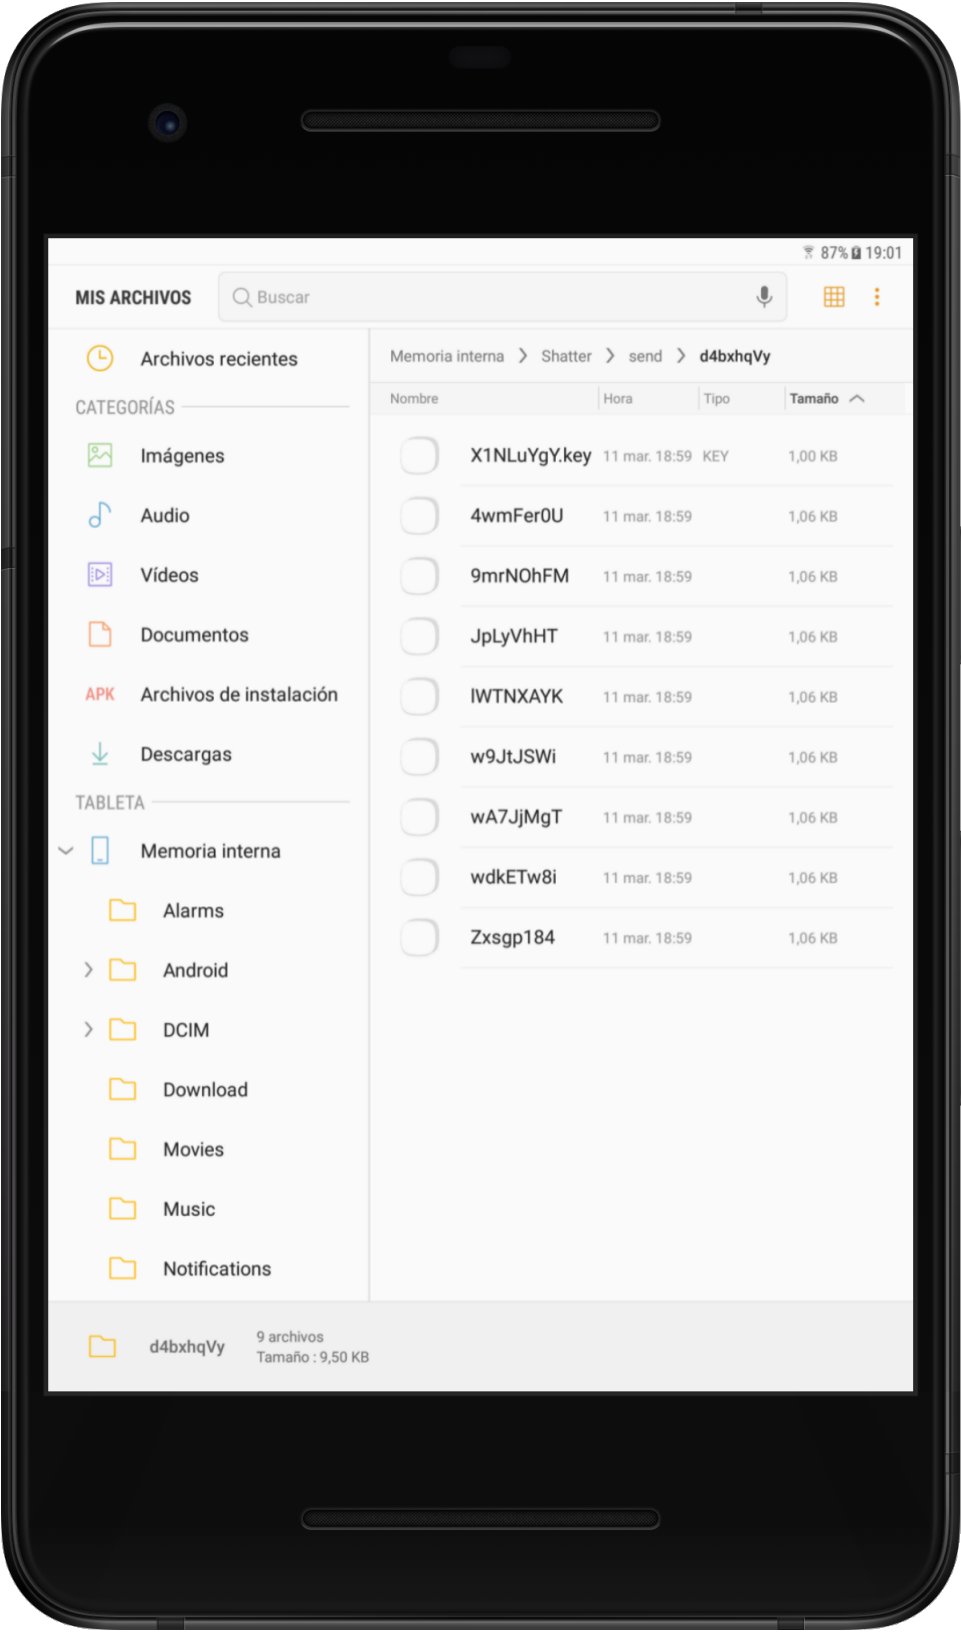 87% 19:01
MIS ARCHIVOS
Buscar
Archivos recientes
CATEGORÍAS
Imágenes
Audio
Vídeos
Documentos
APK Archivos de instalación
Descargas
TABLETA
Memoria interna
Alarms
Android
DCIM
Download
Movies
Music
Notifications
Memoria interna > Shatter > send > d4bxhqVy
Nombre Hora Tipo Tamaño
X1NLuYgY.key 11 mar. 18:59 KEY 1,00 KB
4wmFer0U 11 mar. 18:59 1,06 KB
9mrNOhFM 11 mar. 18:59 1,06 KB
JpLyVhHT 11 mar. 18:59 1,06 KB
lWTNXAYK 11 mar. 18:59 1,06 KB
w9JtJSWi 11 mar. 18:59 1,06 KB
wA7JjMgT 11 mar. 18:59 1,06 KB
wdkETw8i 11 mar. 18:59 1,06 KB
Zxsgp184 11 mar. 18:59 1,06 KB
d4bxhqVy
9 archivos
Tamaño : 9,50 KB